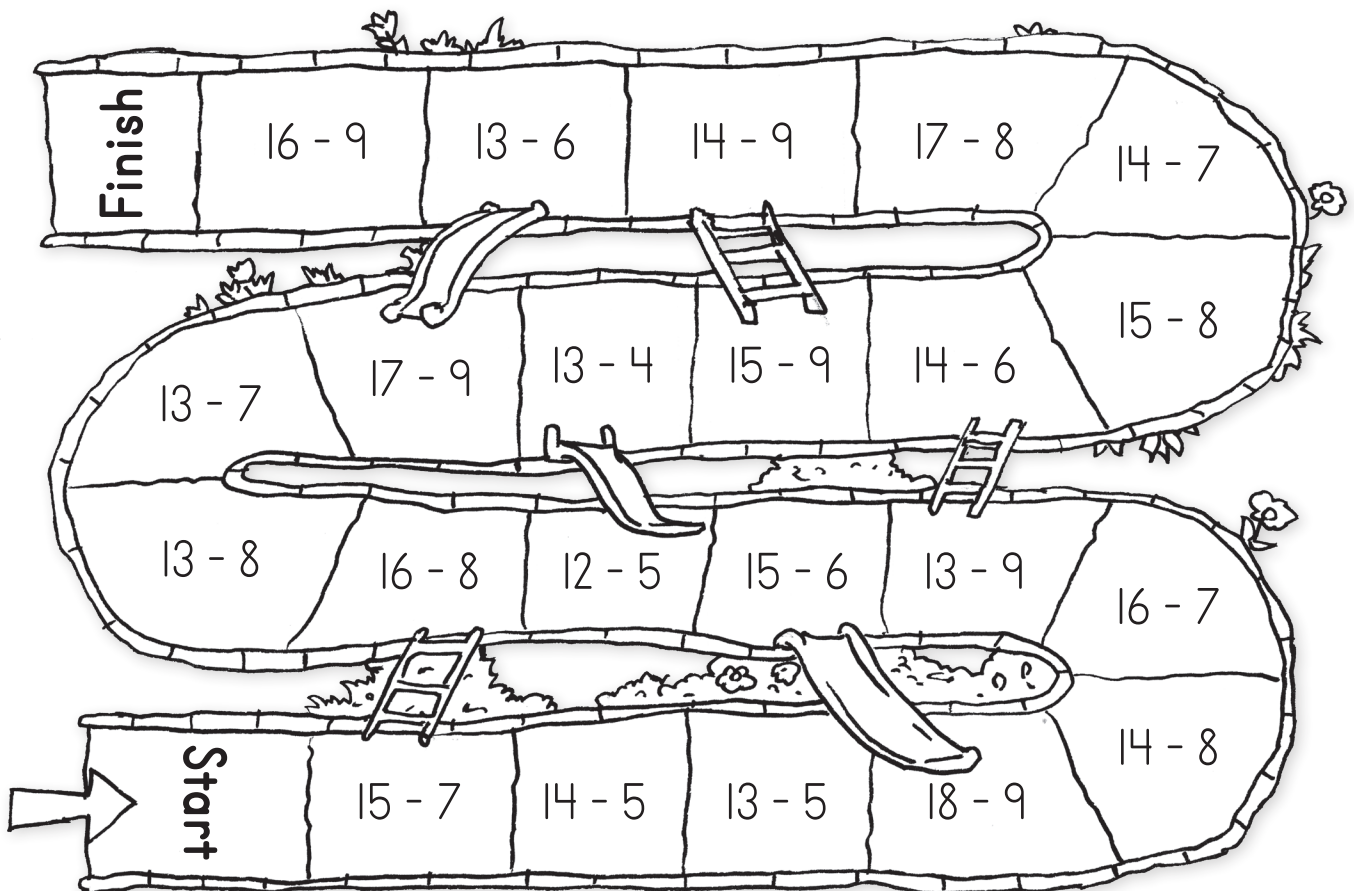 Finish
16 – 9
13 – 6
14 – 9
17 – 8
14 – 7
13 – 7
17 – 9
13 – 4
15 – 9
14 – 6
15 – 8
13 – 8
16 – 8
12 – 5
15 – 6
13 – 9
16 – 7
Start
15 – 7
14 – 5
13 – 5
18 – 9
14 – 8